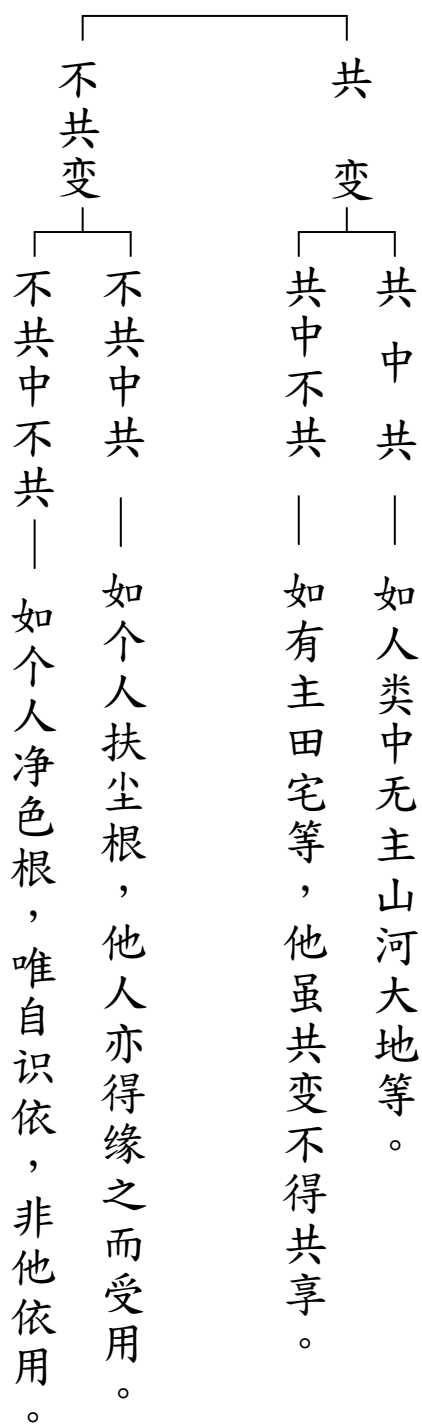 共变
共中共 — 如人类中无主山河大地等。
共中不共 — 如有主田宅等，他虽共变不得共享。
不共变
不共中共 — 如个人扶尘根，他人亦得缘之而受用。
不共中不共 — 如个人净色根，唯自识依，非他依用。